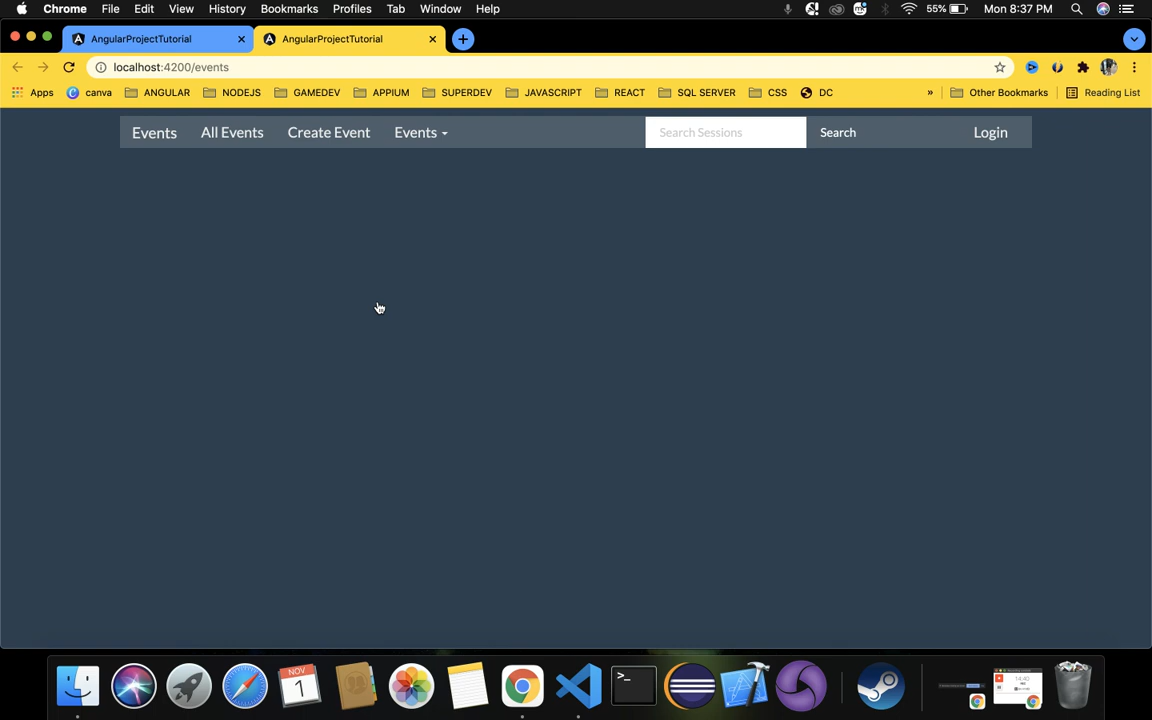 Chrome File Edit View History Bookmarks Profiles Tab Window Help 55% Mon 8:37 PM
AngularProjectTutorial AngularProjectTutorial
localhost:4200/events
Apps canva ANGULAR NODEJS GAMEDEV APPIUM SUPERDEV JAVASCRIPT REACT SQL SERVER CSS DC » Other Bookmarks Reading List
Events All Events Create Event Events Search Sessions Search Login
NOV
1